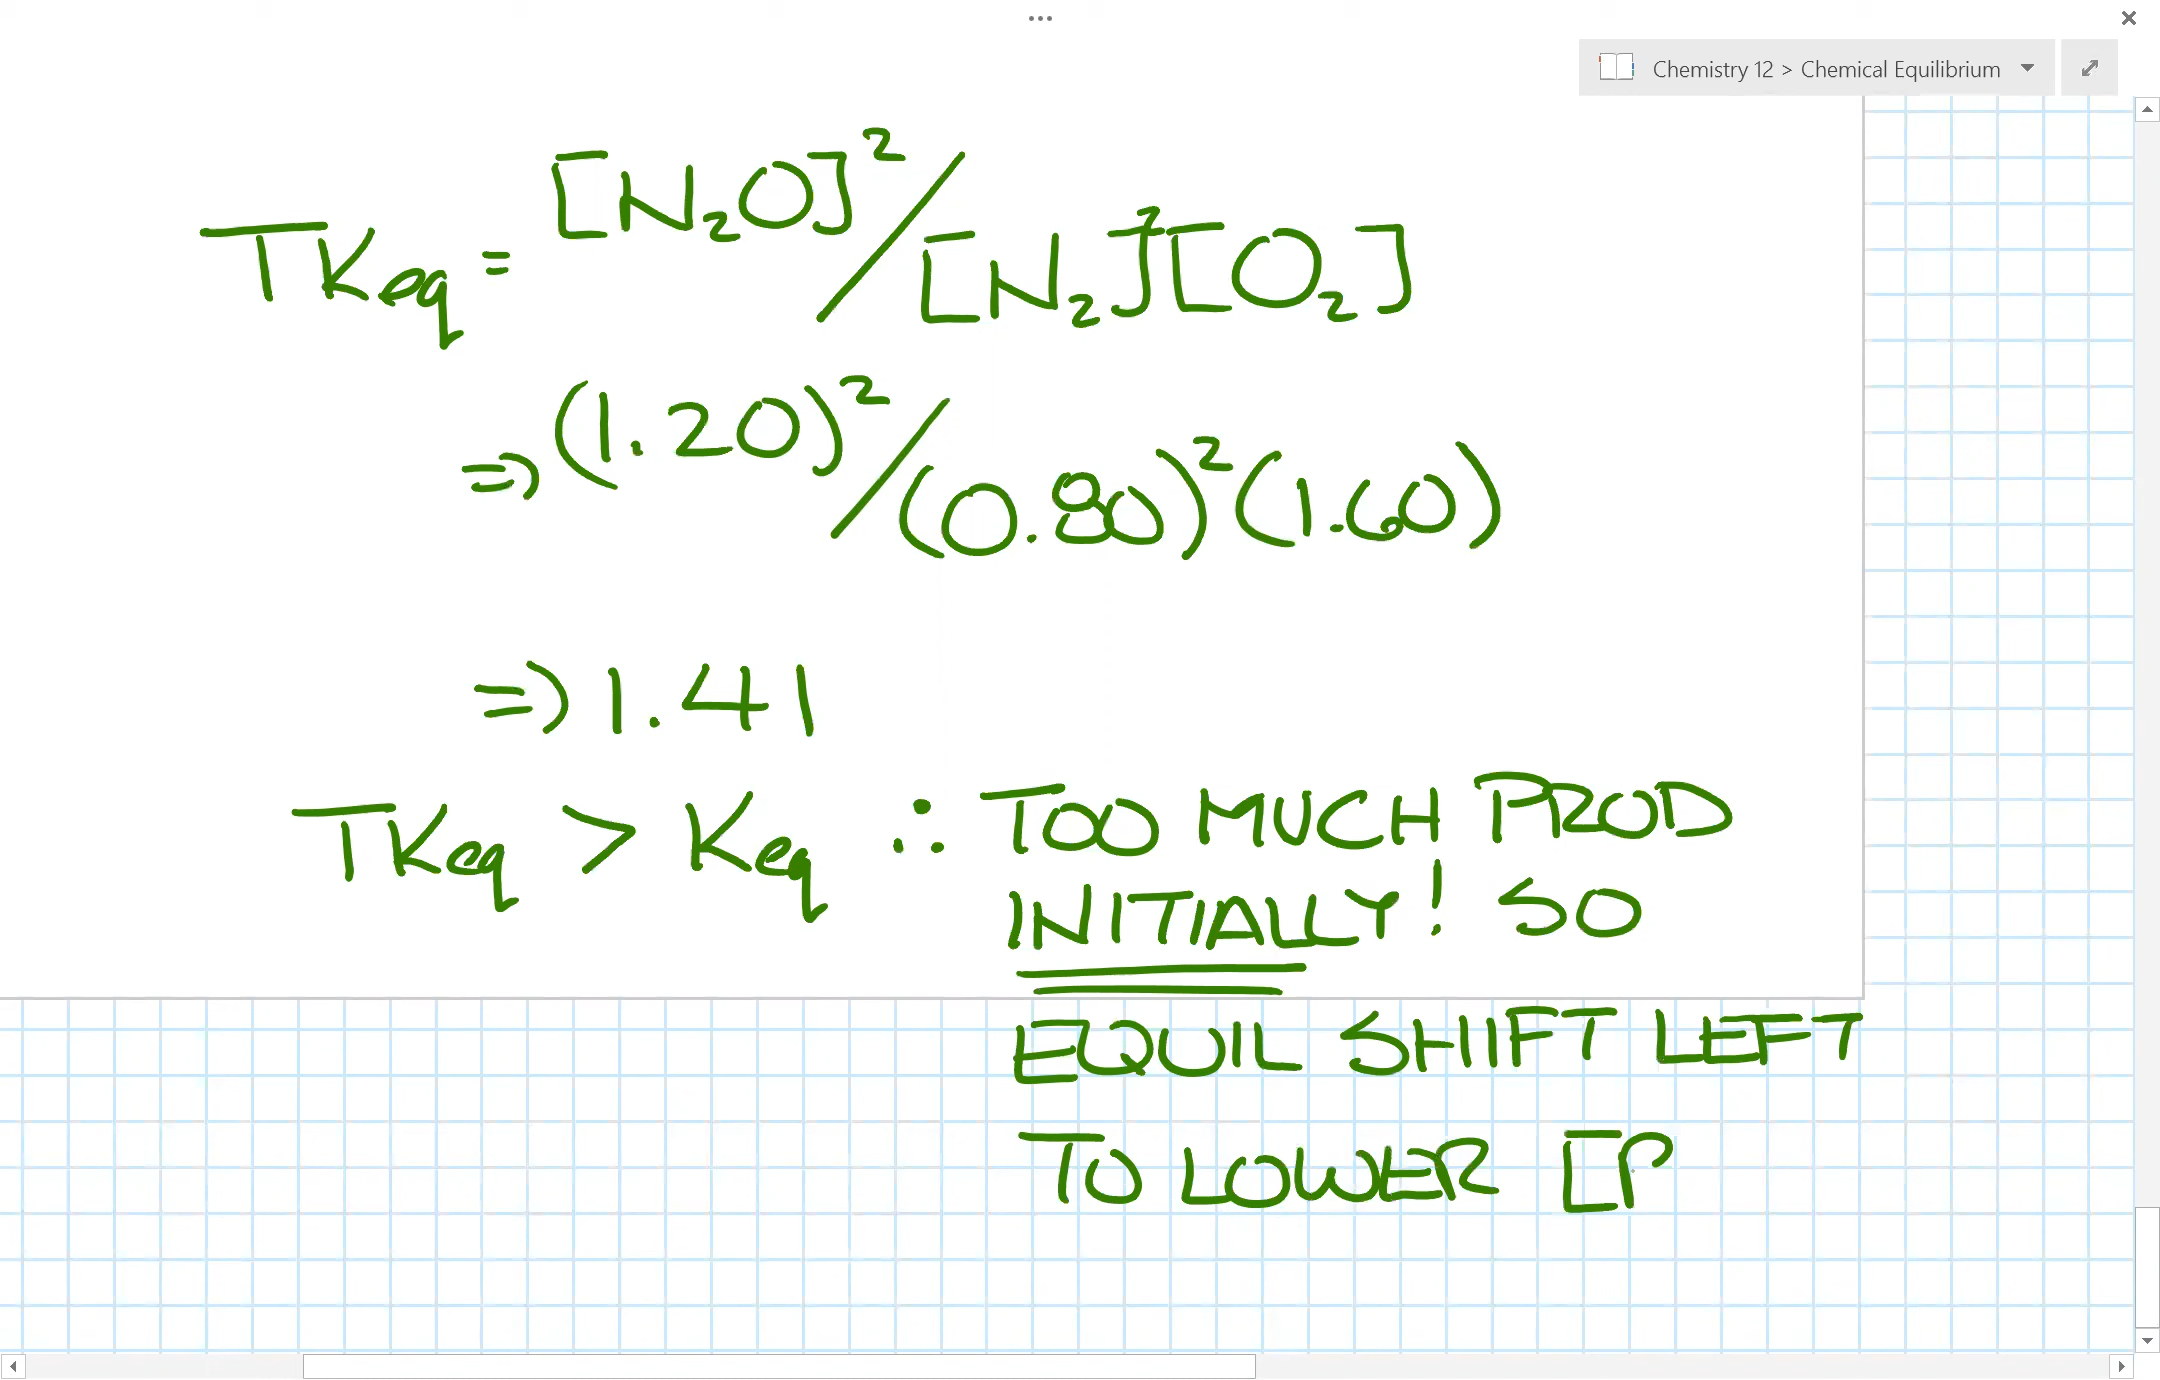 Chemistry 12 > Chemical Equilibrium
TKeq = [N₂O]² / [N₂]² [O₂]
=> (1.20)² / (0.80)² (1.60)
=> 1.41
TKeq > Keq ∴ TOO MUCH PROD
INITIALLY! SO
EQUIL SHIFT LEFT
TO LOWER [P